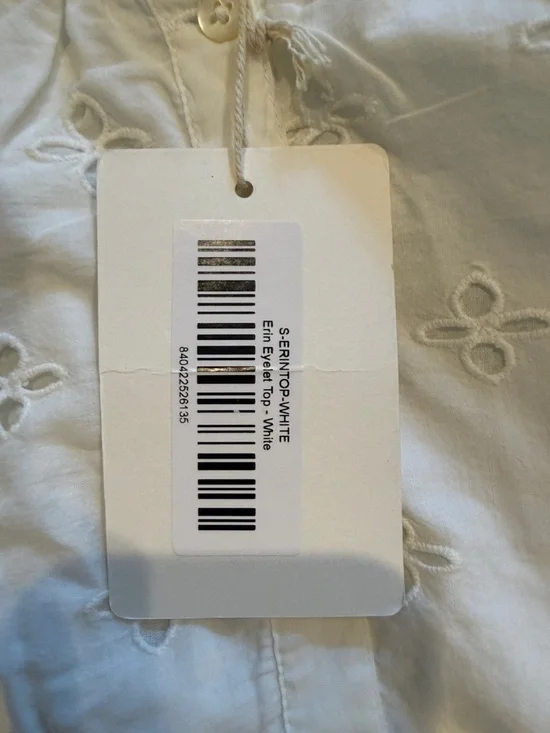 S-ERINTOP-WHITE
Erin Eyelet Top - White
840422526135